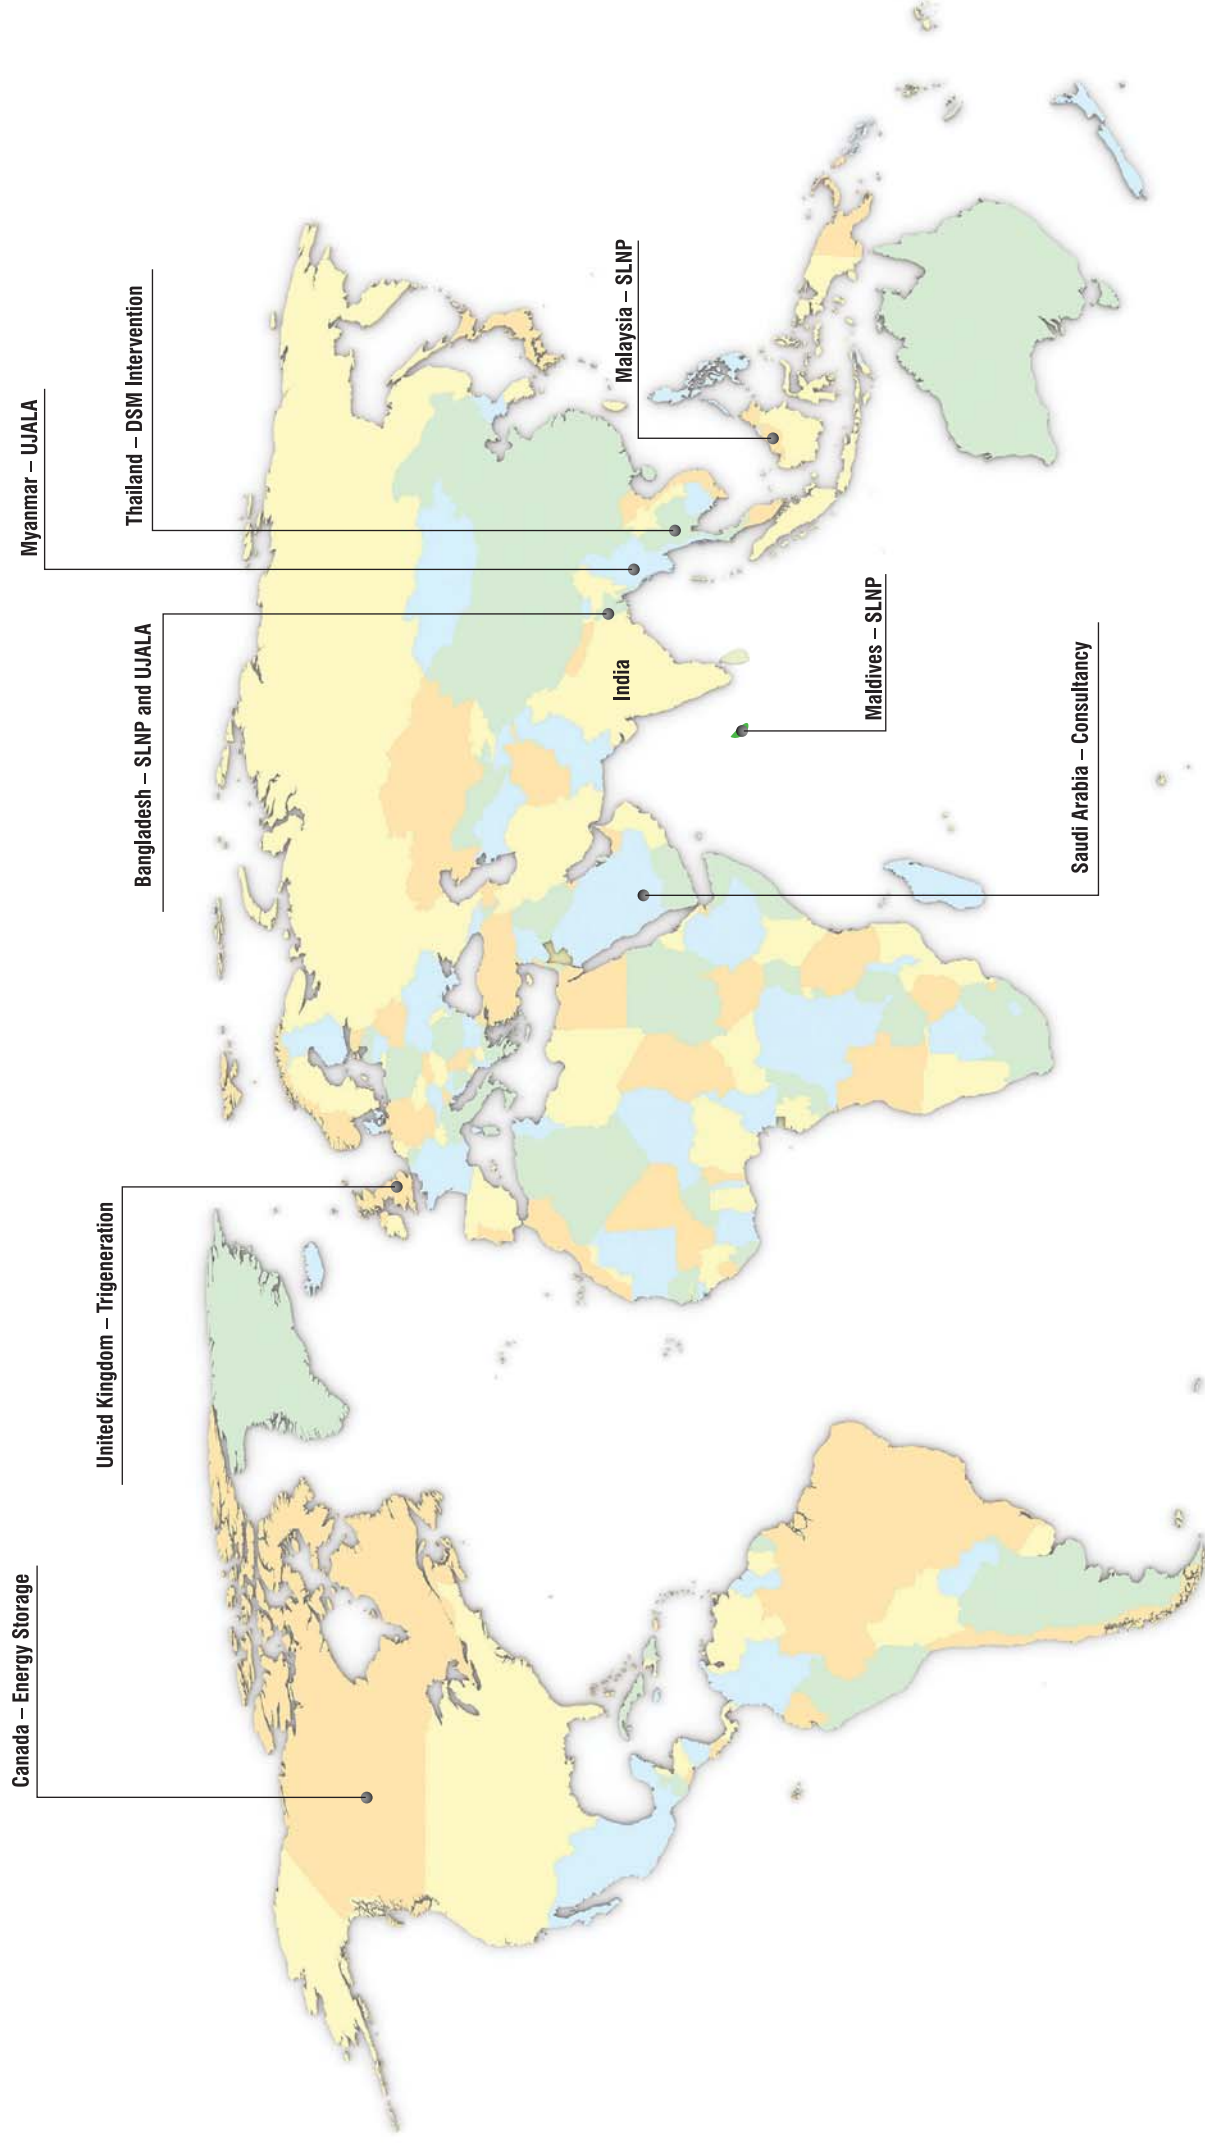 Canada – Energy Storage
United Kingdom – Trigeneration
Bangladesh – SLNP and UJALA
Myanmar – UJALA
Thailand – DSM Intervention
Malaysia – SLNP
India
Maldives – SLNP
Saudi Arabia – Consultancy